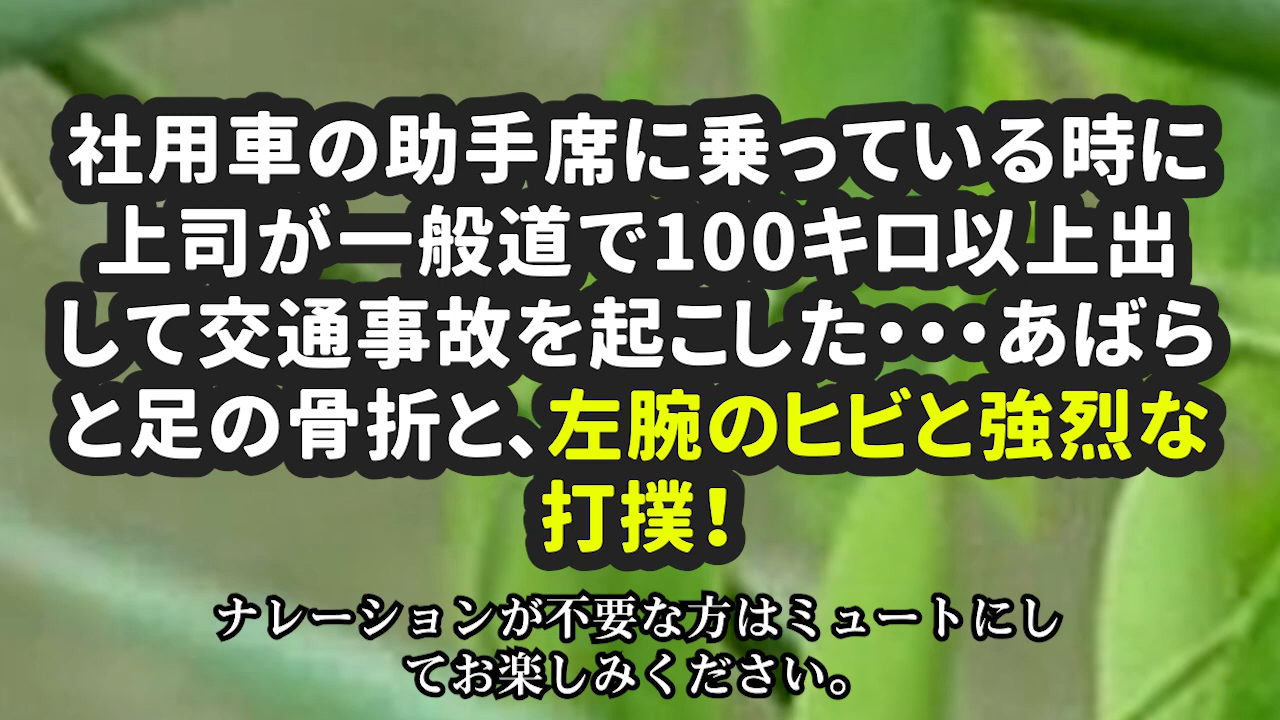 社用車の助手席に乗っている時に
上司が一般道で100キロ以上出
して交通事故を起こした・・・あばら
と足の骨折と、左腕のヒビと強烈な
打撲！
ナレーションが不要な方はミュートにし
てお楽しみください。